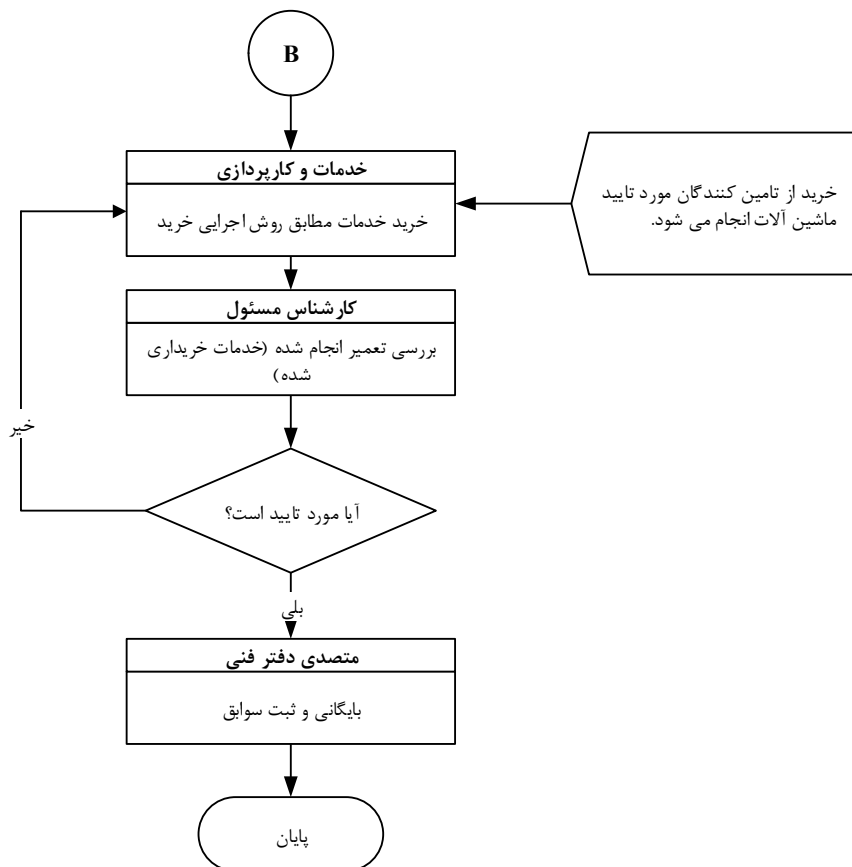 B
خدمات و کارپردازی
خرید خدمات مطابق روش اجرایی خرید
خرید از تامین کنندگان مورد تایید
ماشین آلات انجام می شود.
کارشناس مسئول
بررسی تعمیر انجام شده (خدمات خریداری
شده)
خیر
آیا مورد تایید است؟
بلی
متصدی دفتر فنی
بایگانی و ثبت سوابق
پایان